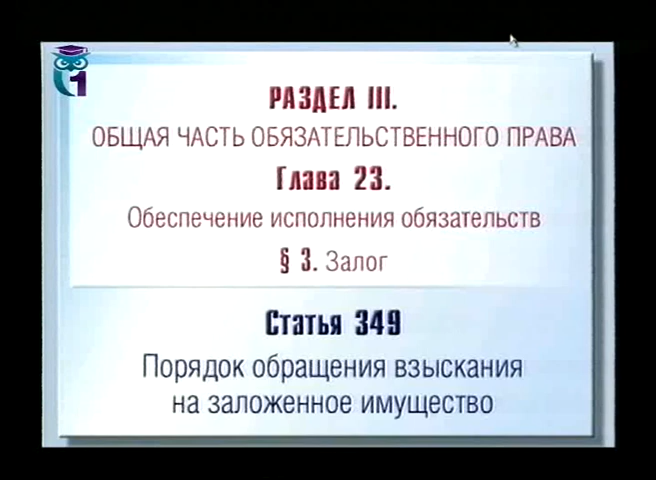 1
РАЗДЕЛ III.
ОБЩАЯ ЧАСТЬ ОБЯЗАТЕЛЬСТВЕННОГО ПРАВА
Глава 23.
Обеспечение исполнения обязательств
§ 3. Залог
Статья 349
Порядок обращения взыскания
на заложенное имущество